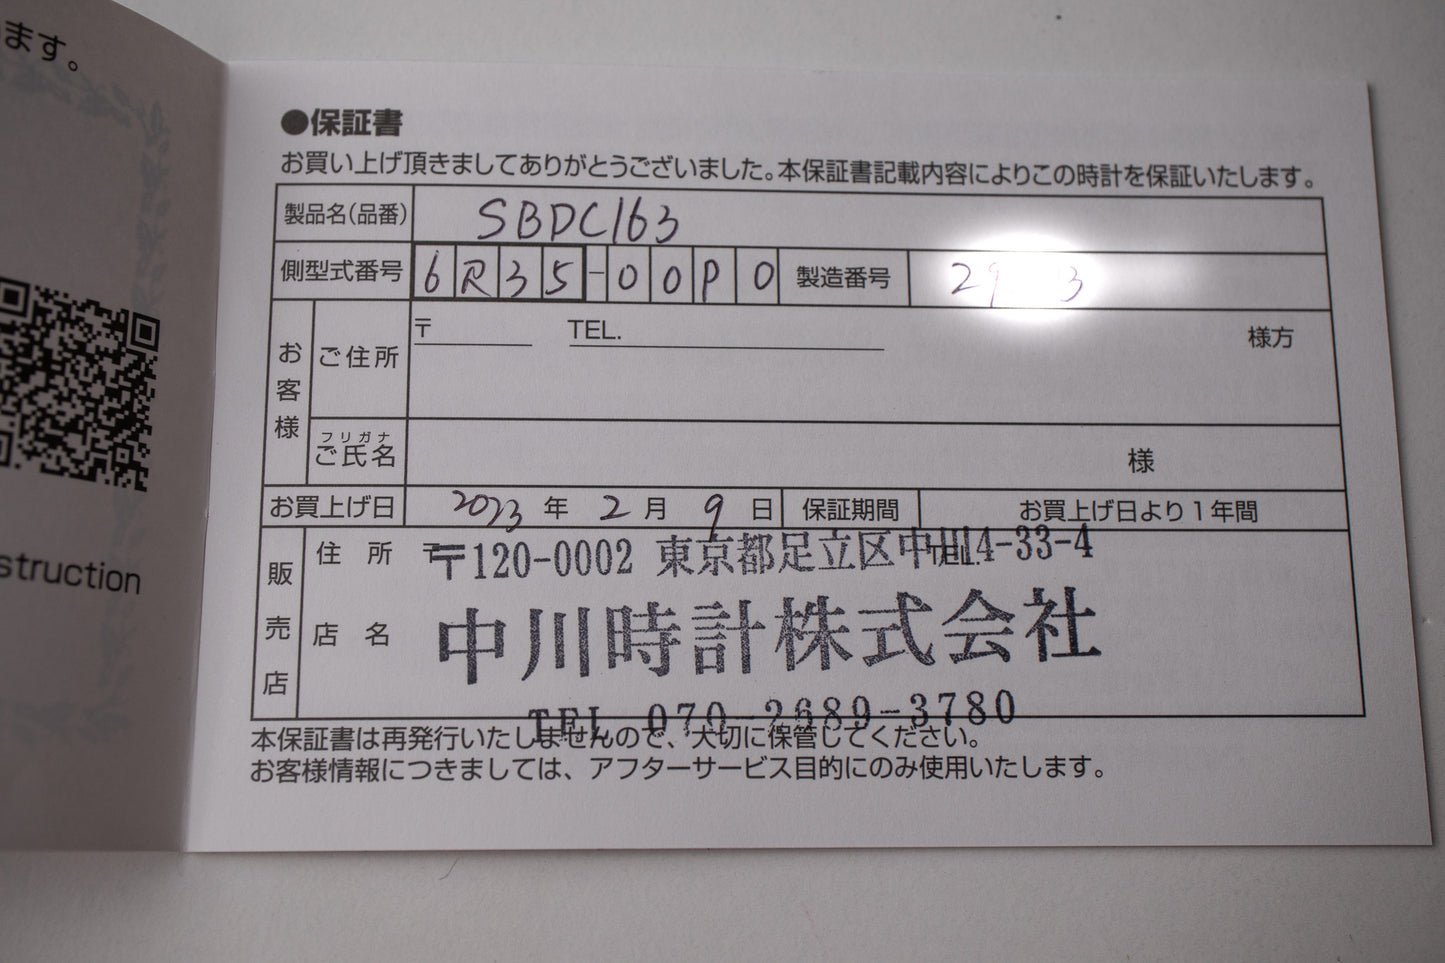 ます。
struction
●保証書
お買い上げ頂きましてありがとうございました。本保証書記載内容によりこの時計を保証いたします。
製品名(品番) SBDC163
側型式番号 6R35-00P0 製造番号
お客様
ご住所 〒 TEL. 様方
フリガナ
ご氏名 様
お買上げ日 2023年2月9日 保証期間 お買上げ日より1年間
販売店
住所 〒 TEL.
〒120-0002 東京都足立区中川4-33-4
店名 中川時計株式会社
TEL 070-2689-3780
本保証書は再発行いたしませんので、大切に保管してください。
お客様情報につきましては、アフターサービス目的にのみ使用いたします。